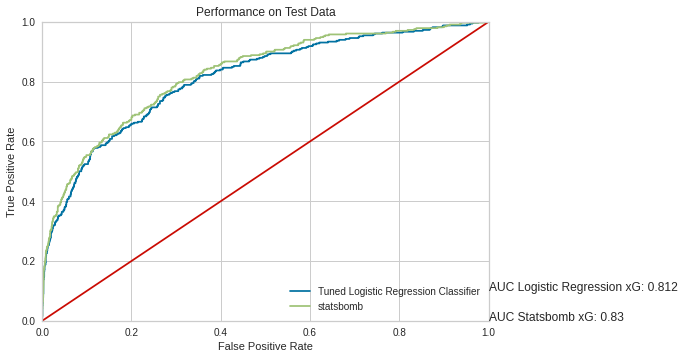 Performance on Test Data
True Positive Rate
1.0
0.8
0.6
0.4
0.2
0.0
Tuned Logistic Regression Classifier
statsbomb
AUC Logistic Regression xG: 0.812
AUC Statsbomb xG: 0.83
0.0 0.2 0.4 0.6 0.8 1.0
False Positive Rate